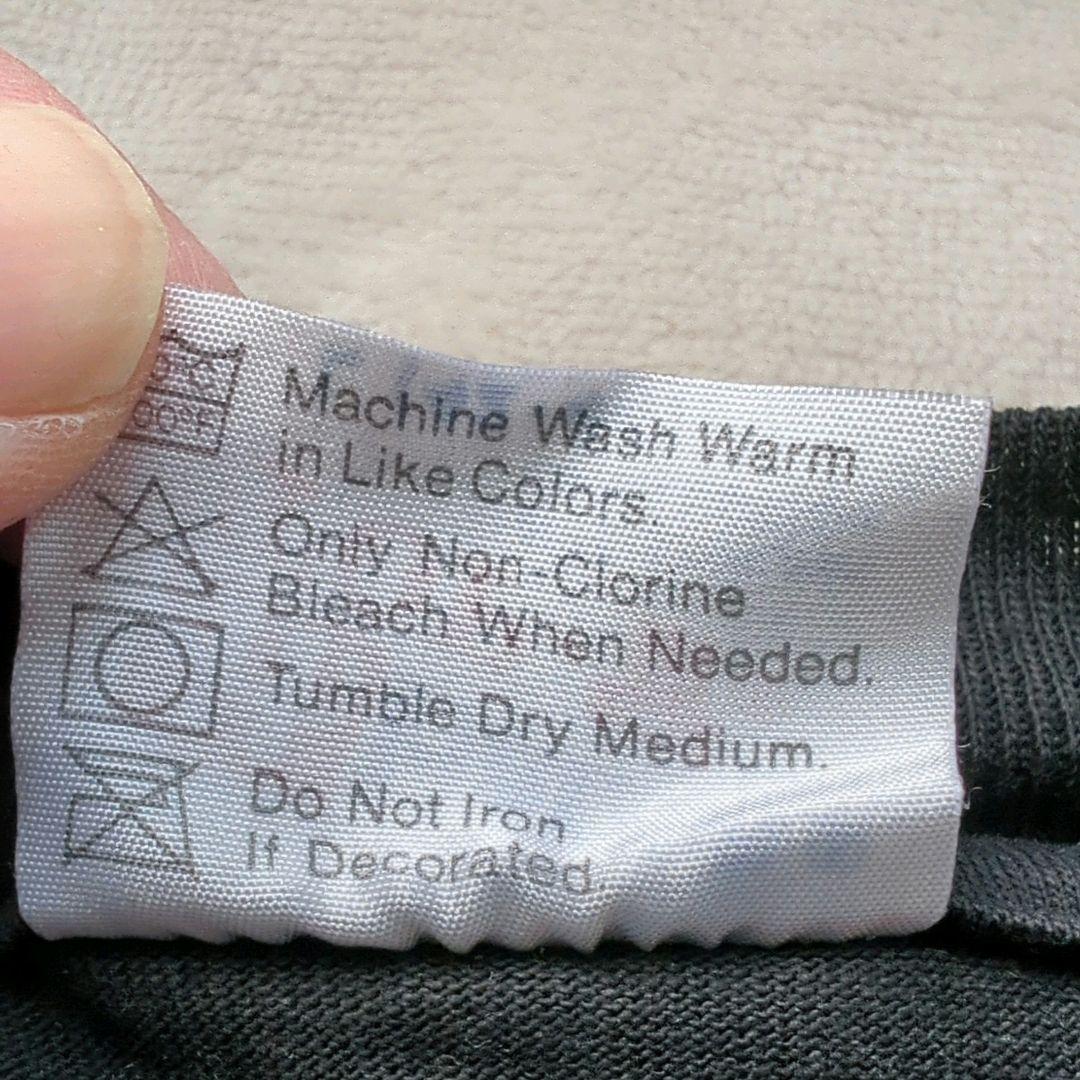 Machine Wash Warm
in Like Colors.
Only Non-Clorine
Bleach When Needed.
Tumble Dry Medium.
Do Not Iron
If Decorated.